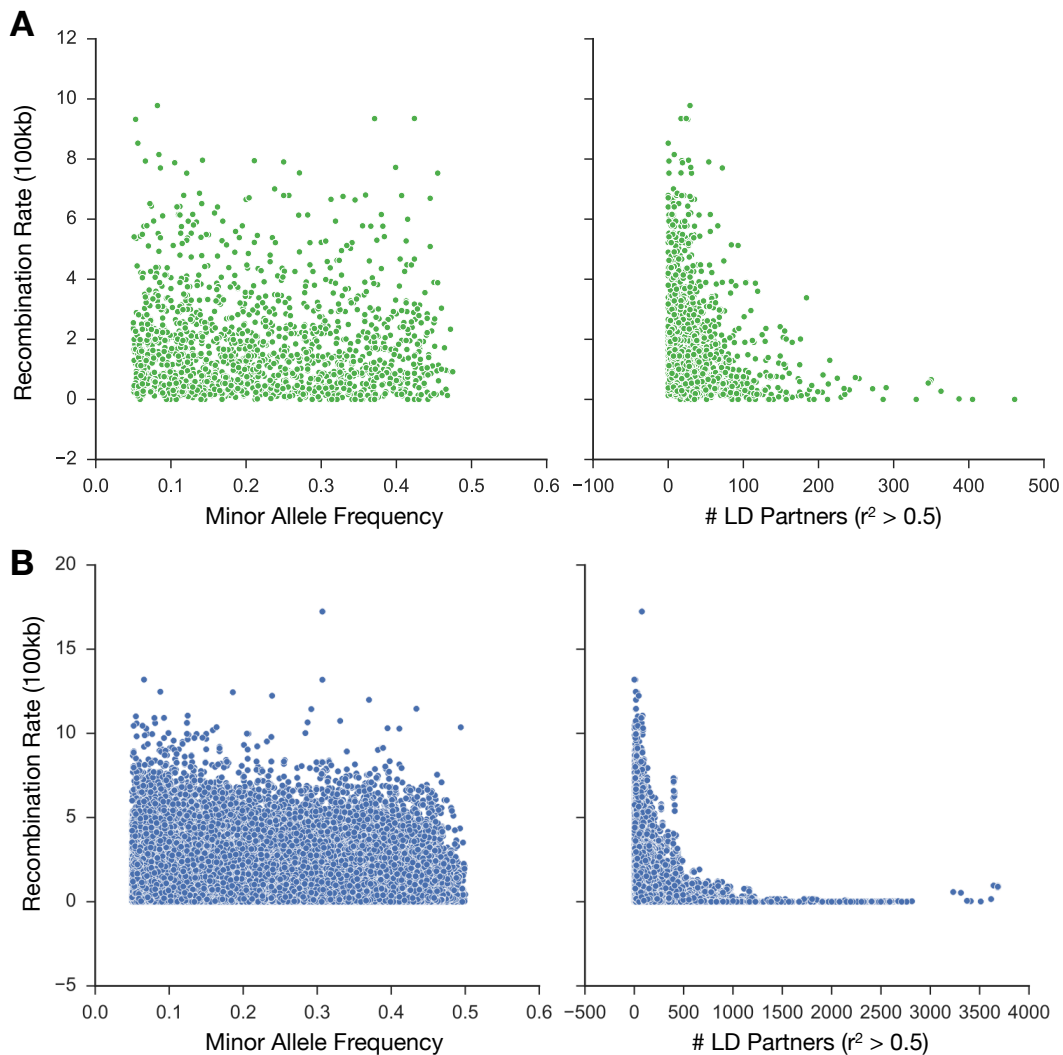 A
Recombination Rate (100kb)
12
10
8
6
4
2
0
−2
0.0 0.1 0.2 0.3 0.4 0.5 0.6
Minor Allele Frequency
−100 0 100 200 300 400 500
# LD Partners (r² > 0.5)
B
Recombination Rate (100kb)
20
15
10
5
0
−5
0.0 0.1 0.2 0.3 0.4 0.5 0.6
Minor Allele Frequency
−500 0 500 1000 1500 2000 2500 3000 3500 4000
# LD Partners (r² > 0.5)